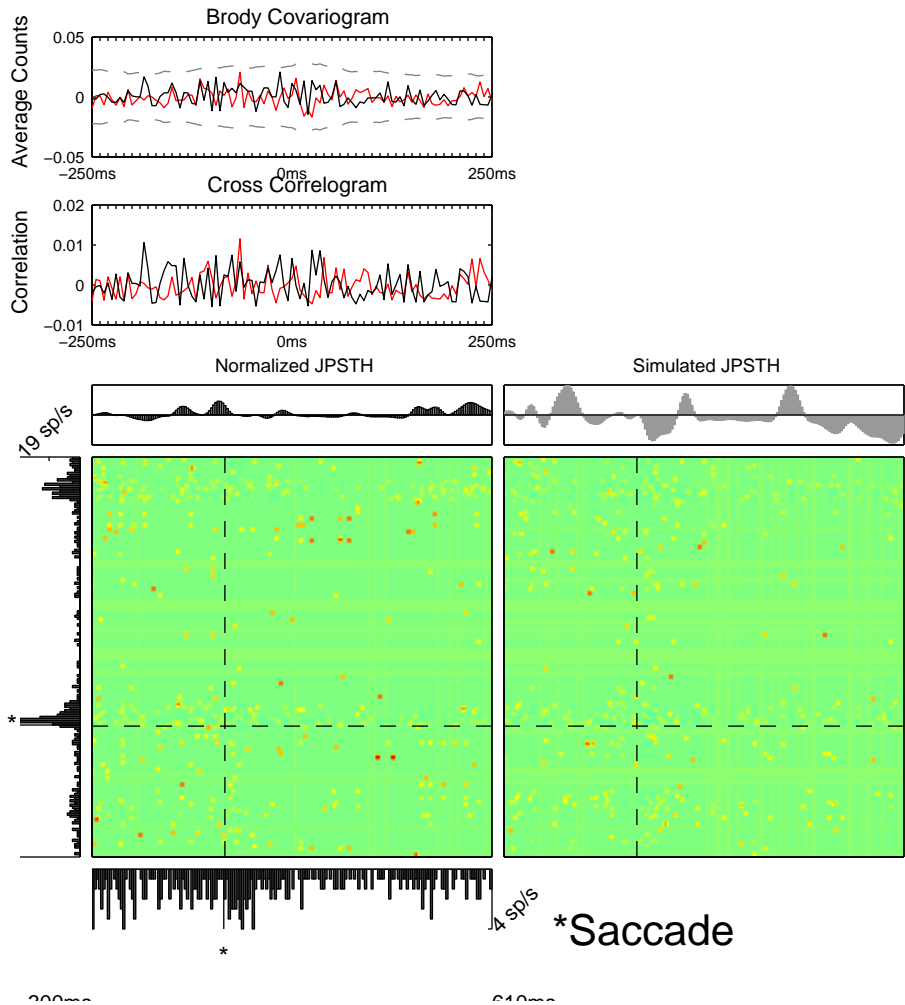 Brody Covariogram
Average Counts
0.05
0
−0.05
−250ms
0ms
250ms
Cross Correlogram
Correlation
0.02
0.01
0
−0.01
−250ms
0ms
250ms
Normalized JPSTH
Simulated JPSTH
19 sp/s
*
4 sp/s
*Saccade
*